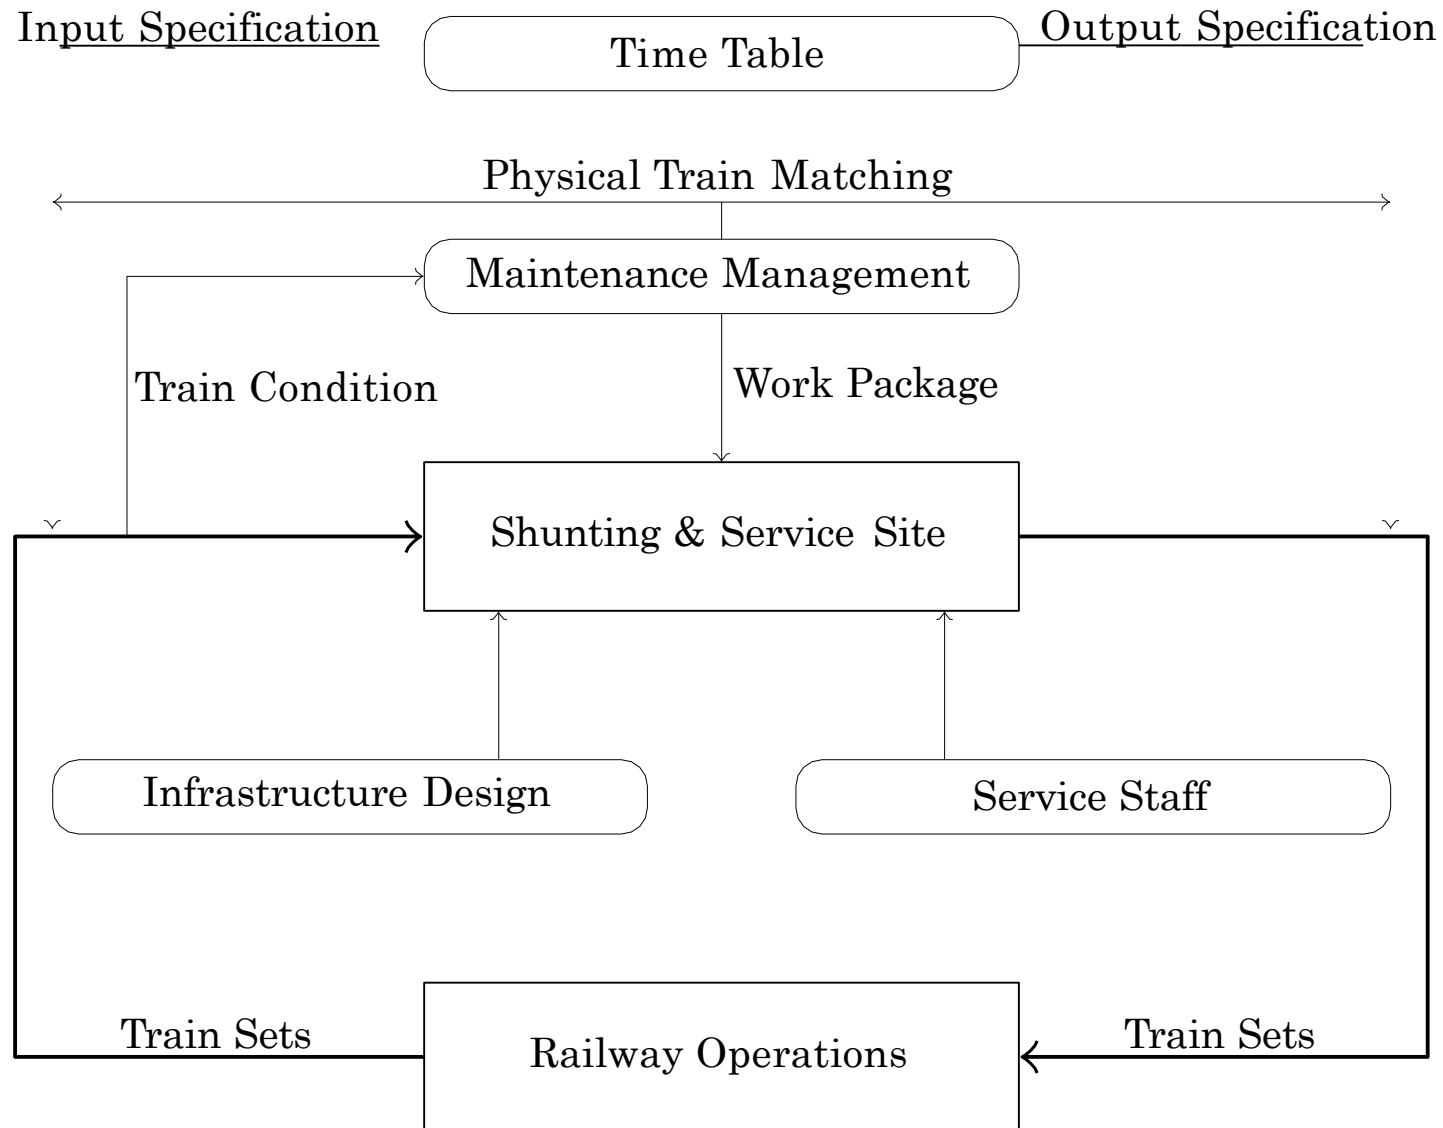 Input Specification
Time Table
Output Specification
Physical Train Matching
Maintenance Management
Train Condition
Work Package
Shunting & Service Site
Infrastructure Design
Service Staff
Train Sets
Railway Operations
Train Sets